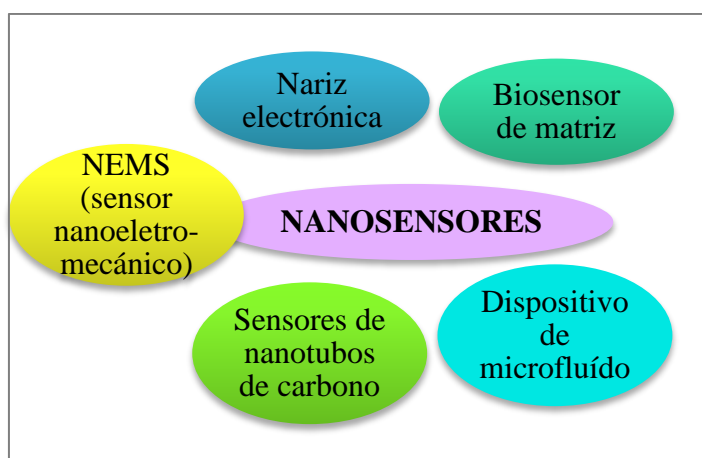 Nariz
electrónica
Biosensor
de matriz
NEMS
(sensor
nanoeletro-
mecánico)
NANOSENSORES
Sensores de
nanotubos
de carbono
Dispositivo
de
microfluído